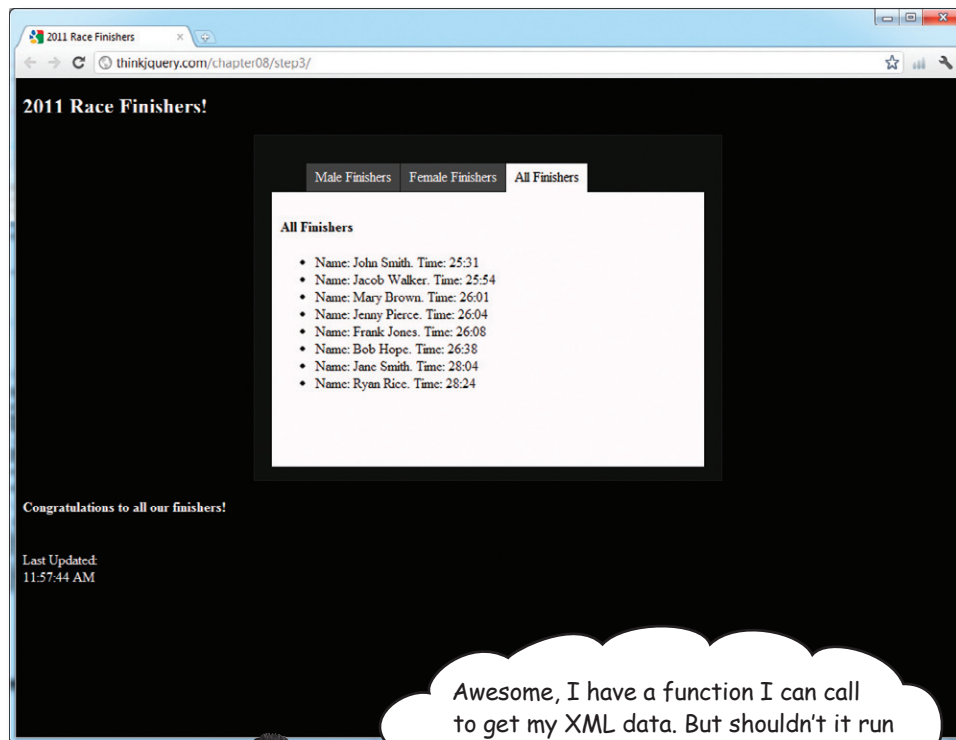 2011 Race Finishers
thinkjquery.com/chapter08/step3/
2011 Race Finishers!
Male Finishers Female Finishers All Finishers
All Finishers
• Name: John Smith. Time: 25:31
• Name: Jacob Walker. Time: 25:54
• Name: Mary Brown. Time: 26:01
• Name: Jenny Pierce. Time: 26:04
• Name: Frank Jones. Time: 26:08
• Name: Bob Hope. Time: 26:38
• Name: Jane Smith. Time: 28:04
• Name: Ryan Rice. Time: 28:24
Congratulations to all our finishers!
Last Updated:
11:57:44 AM
Awesome, I have a function I can call
to get my XML data. But shouldn't it run